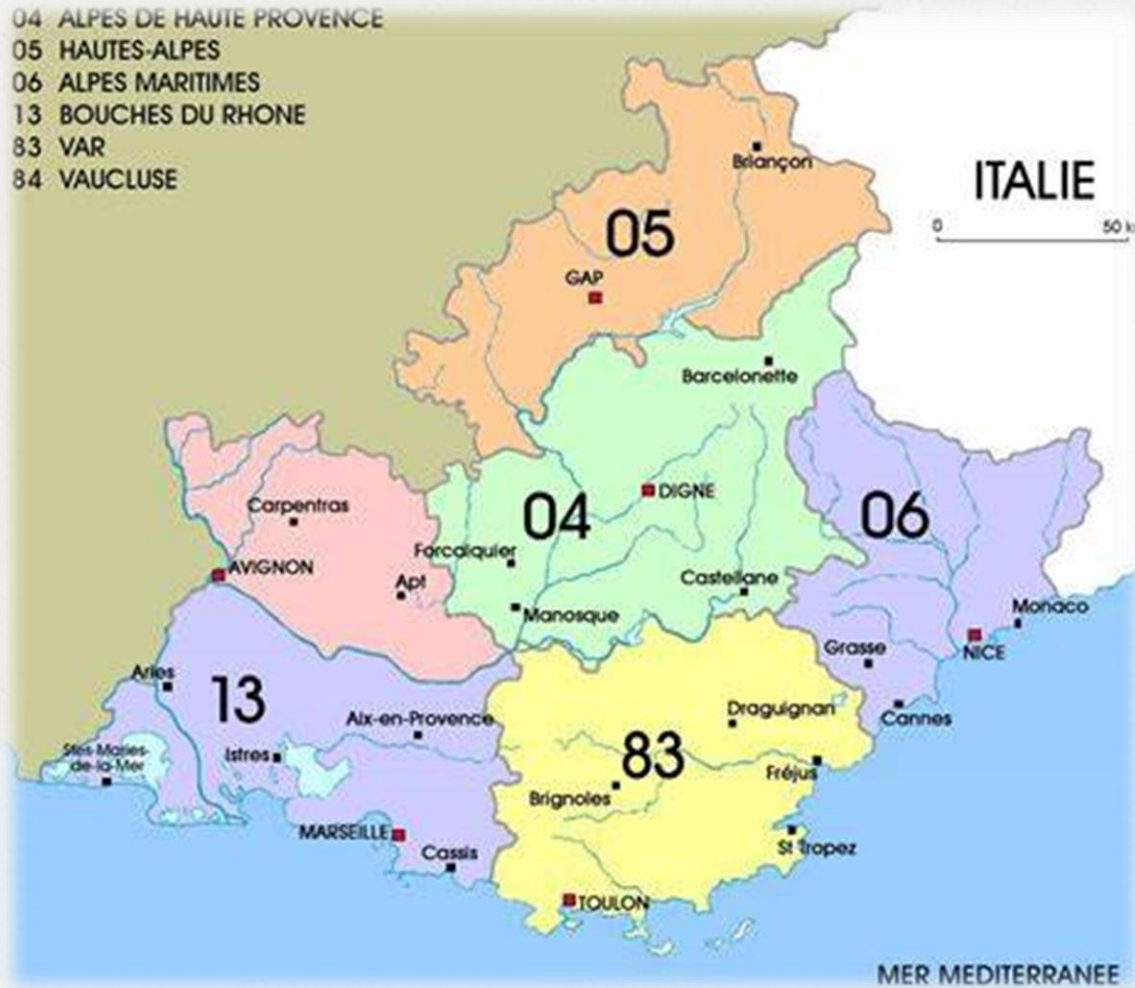 04 ALPES DE HAUTE PROVENCE
05 HAUTES-ALPES
06 ALPES MARITIMES
13 BOUCHES DU RHONE
83 VAR
84 VAUCLUSE
Briançon
ITALIE
0 50 k
05
GAP
Barcelonette
Carpentras
DIGNE
04
06
Forcalquier
AVIGNON
Apt
Castellane
Manosque
Monaco
Grasse
NICE
Arles
13
Aix-en-Provence
Draguignan
Cannes
Stes-Maries-
de-la-Mer
Istres
83
Fréjus
Brignoles
MARSEILLE
Cassis
St Tropez
TOULON
MER MEDITERRANEE